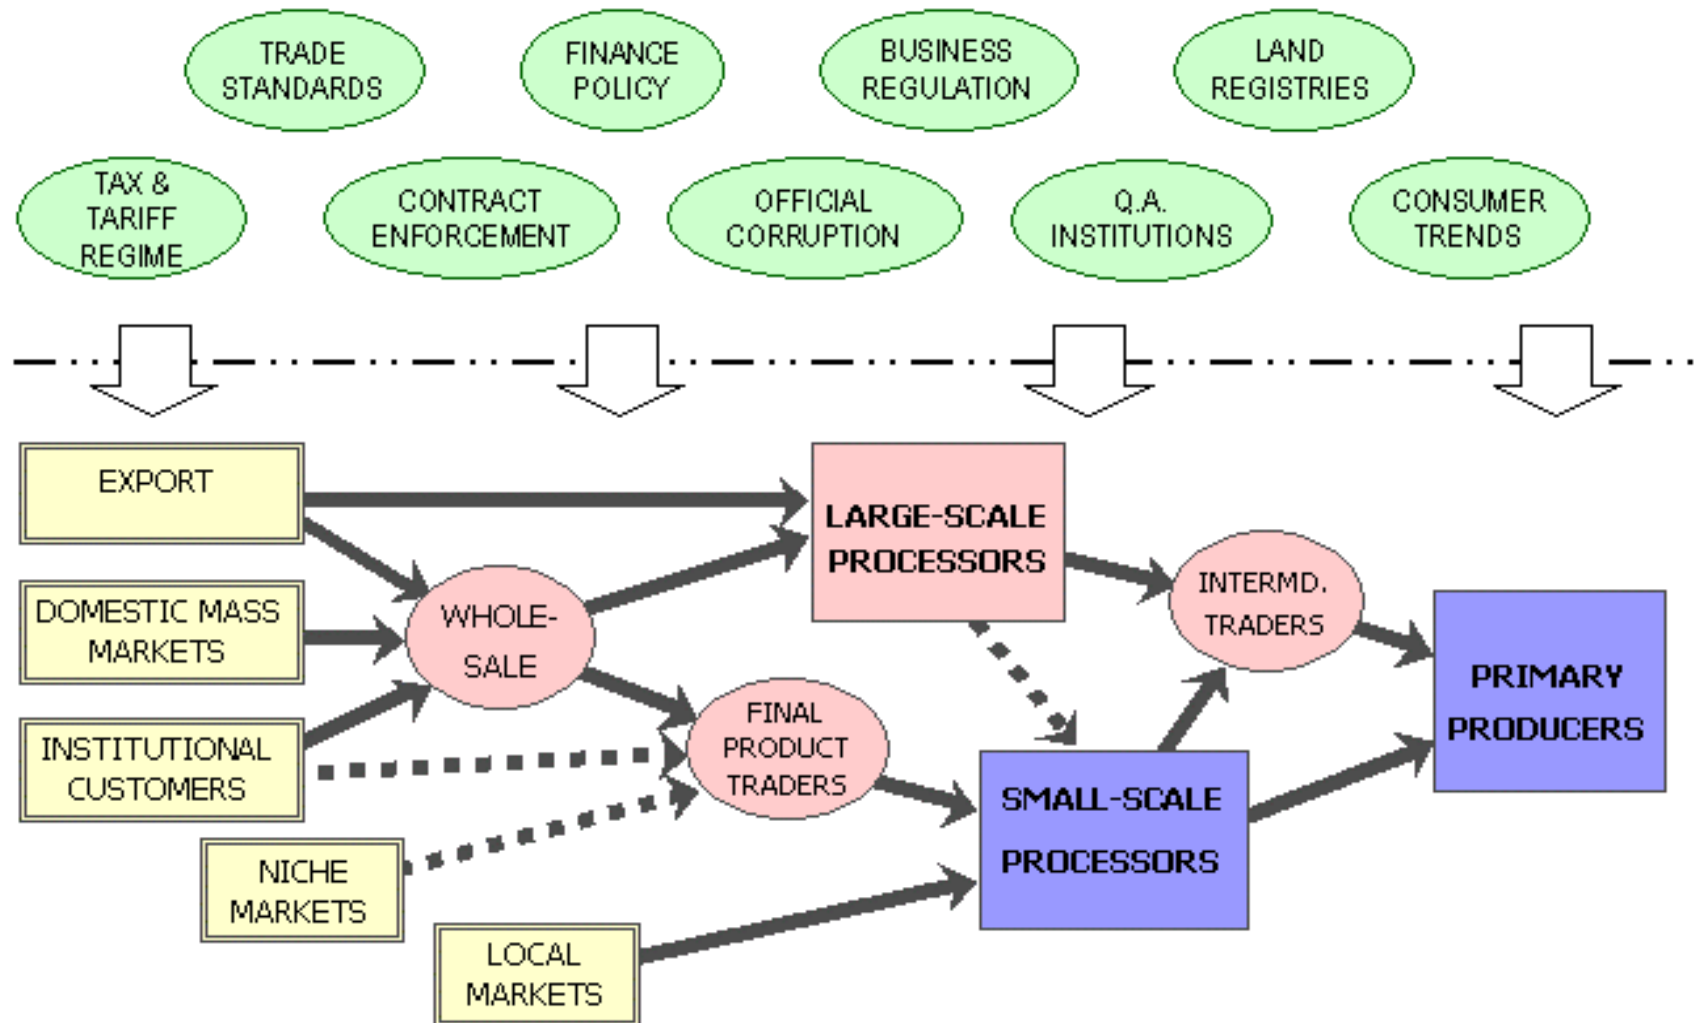 TRADE
STANDARDS
FINANCE
POLICY
BUSINESS
REGULATION
LAND
REGISTRIES
TAX &
TARIFF
REGIME
CONTRACT
ENFORCEMENT
OFFICIAL
CORRUPTION
Q.A.
INSTITUTIONS
CONSUMER
TRENDS
EXPORT
LARGE-SCALE
PROCESSORS
DOMESTIC MASS
MARKETS
WHOLE-
SALE
INTERMD.
TRADERS
PRIMARY
PRODUCERS
INSTITUTIONAL
CUSTOMERS
FINAL
PRODUCT
TRADERS
SMALL-SCALE
PROCESSORS
NICHE
MARKETS
LOCAL
MARKETS